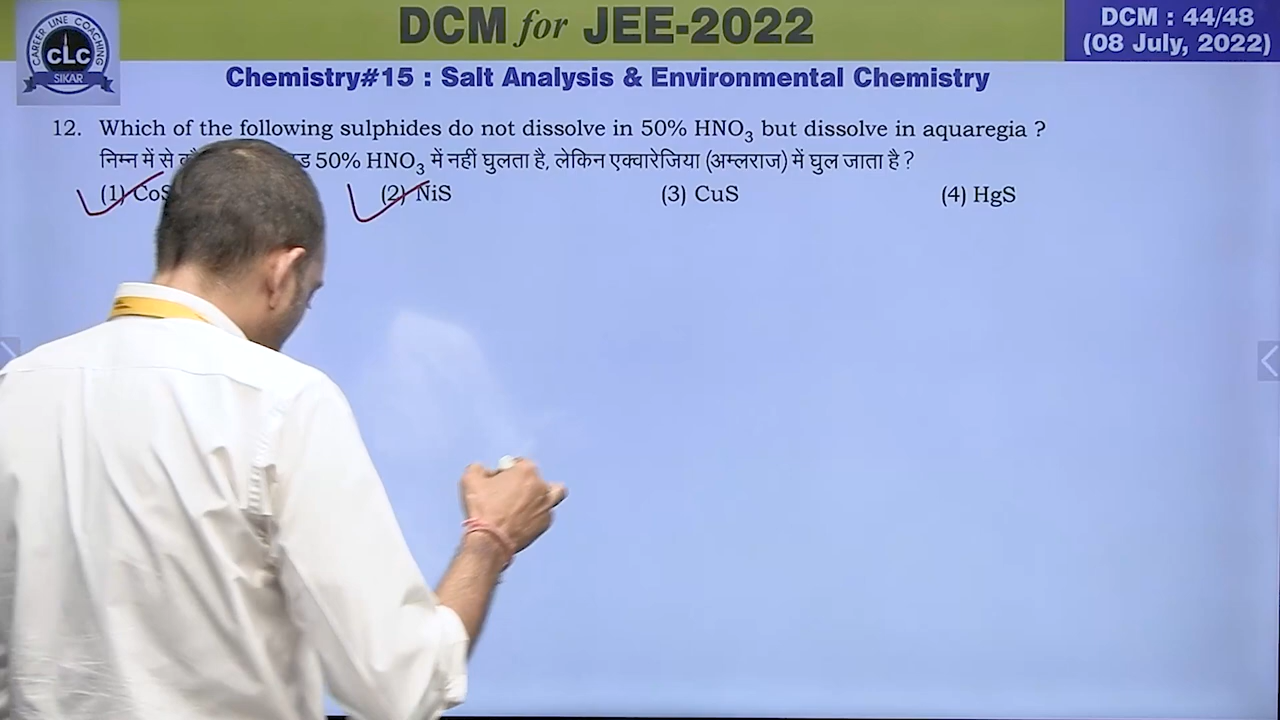 DCM for JEE-2022
DCM : 44/48
(08 July, 2022)
CAREER LINE COACHING
CLC
SIKAR
Chemistry#15 : Salt Analysis & Environmental Chemistry
12. Which of the following sulphides do not dissolve in 50% HNO₃ but dissolve in aquaregia ?
निम्न में से 50% HNO₃ में नहीं घुलता है, लेकिन एक्वारेजिया (अम्लराज) में घुल जाता है ?
(1) CoS (2) NiS (3) CuS (4) HgS